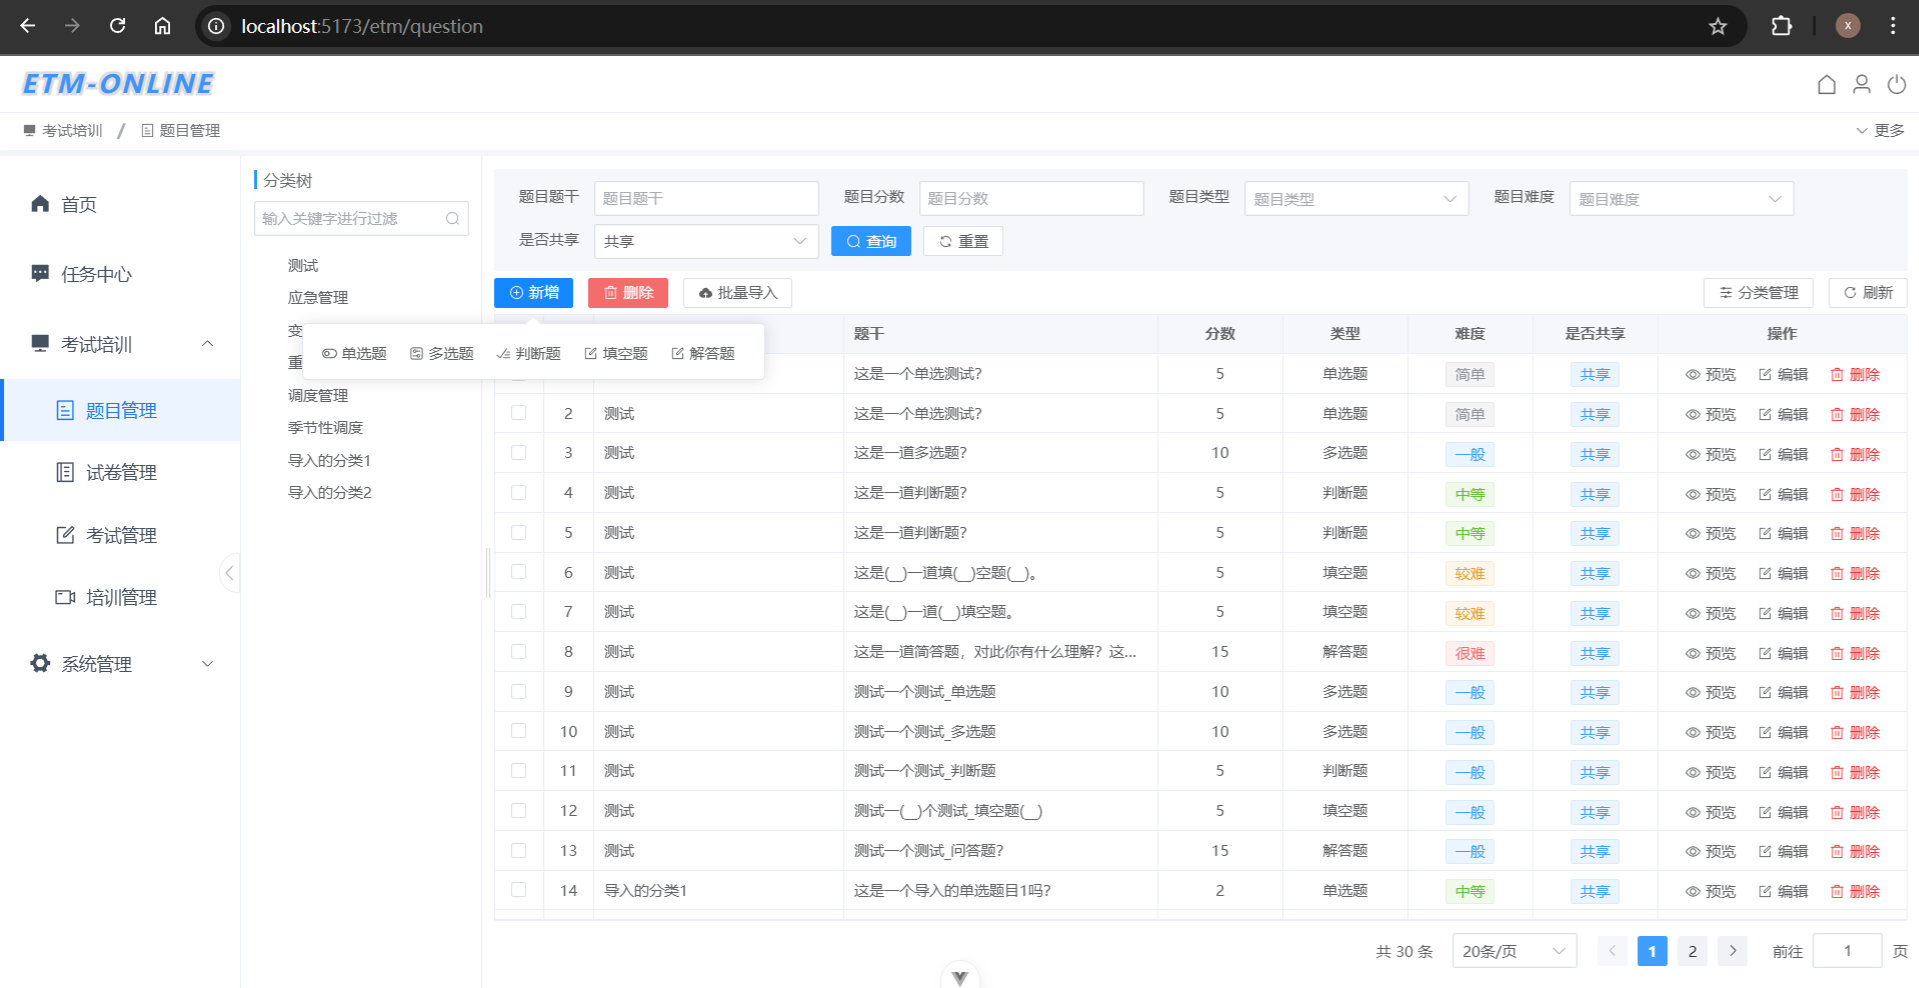 localhost:5173/etm/question
X
ETM-ONLINE
考试培训 / 题目管理
更多
首页
任务中心
考试培训
题目管理
试卷管理
考试管理
培训管理
系统管理
分类树
输入关键字进行过滤
测试
应急管理
变
重
调度管理
季节性调度
导入的分类1
导入的分类2
题目题干 题目题干 题目分数 题目分数 题目类型 题目类型 题目难度 题目难度
是否共享 共享 查询 重置
新增 删除 批量导入 分类管理 刷新
单选题 多选题 判断题 填空题 解答题
题干 分数 类型 难度 是否共享 操作
这是一个单选测试? 5 单选题 简单 共享 预览 编辑 删除
2 测试 这是一个单选测试? 5 单选题 简单 共享 预览 编辑 删除
3 测试 这是一道多选题? 10 多选题 一般 共享 预览 编辑 删除
4 测试 这是一道判断题? 5 判断题 中等 共享 预览 编辑 删除
5 测试 这是一道判断题? 5 判断题 中等 共享 预览 编辑 删除
6 测试 这是(__)一道填(__)空题(__)。 5 填空题 较难 共享 预览 编辑 删除
7 测试 这是(__)一道(__)填空题。 5 填空题 较难 共享 预览 编辑 删除
8 测试 这是一道简答题，对此你有什么理解？这... 15 解答题 很难 共享 预览 编辑 删除
9 测试 测试一个测试_单选题 10 多选题 一般 共享 预览 编辑 删除
10 测试 测试一个测试_多选题 10 多选题 一般 共享 预览 编辑 删除
11 测试 测试一个测试_判断题 5 判断题 一般 共享 预览 编辑 删除
12 测试 测试一(__)个测试_填空题(__) 5 填空题 一般 共享 预览 编辑 删除
13 测试 测试一个测试_问答题? 15 解答题 一般 共享 预览 编辑 删除
14 导入的分类1 这是一个导入的单选题目1吗? 2 单选题 中等 共享 预览 编辑 删除
共 30 条 20条/页 1 2 前往 1 页